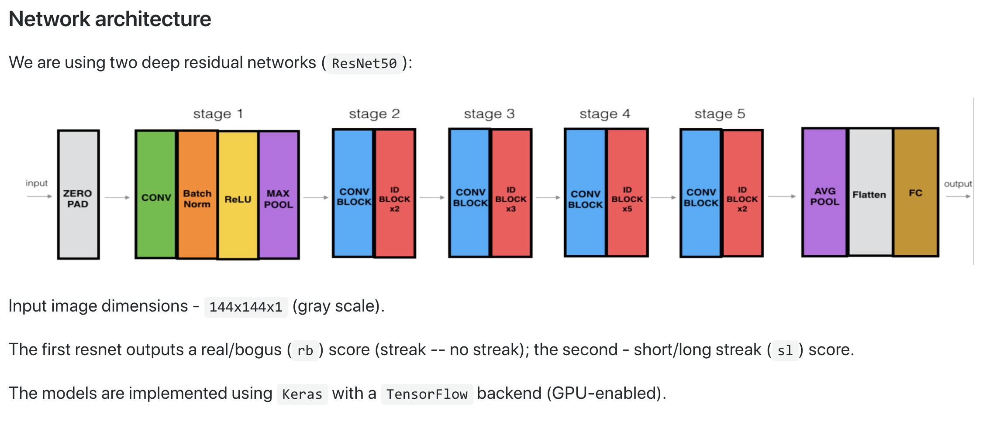 Network architecture
We are using two deep residual networks ( ResNet50 ):
stage 1
stage 2
stage 3
stage 4
stage 5
input
ZERO
PAD
CONV
Batch
Norm
ReLU
MAX
POOL
CONV
BLOCK
ID
BLOCK
x2
CONV
BLOCK
ID
BLOCK
x3
CONV
BLOCK
ID
BLOCK
x5
CONV
BLOCK
ID
BLOCK
x2
AVG
POOL
Flatten
FC
output
Input image dimensions - 144x144x1 (gray scale).
The first resnet outputs a real/bogus ( rb ) score (streak -- no streak); the second - short/long streak ( sl ) score.
The models are implemented using Keras with a TensorFlow backend (GPU-enabled).